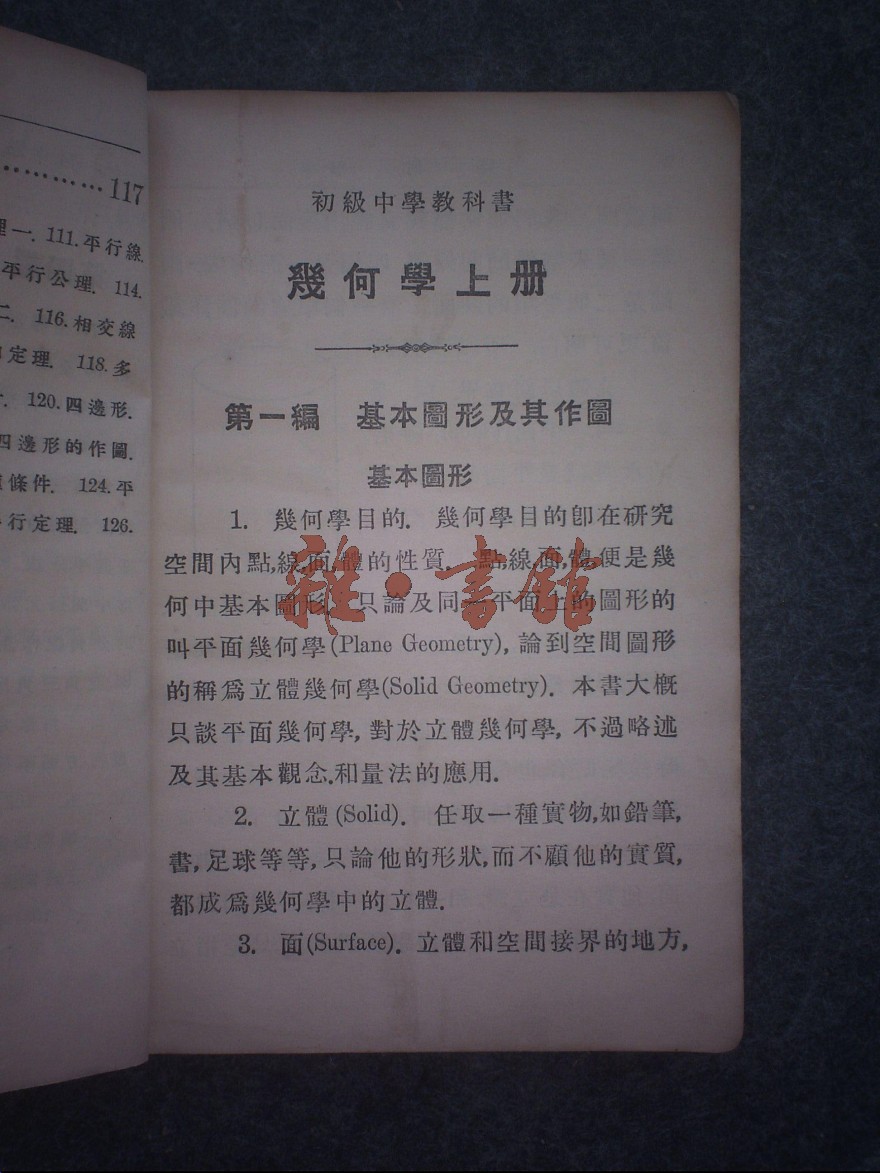 117
理一. 111.平行線.
平行公理. 114.
二. 116.相交線
定理. 118.多
120.四邊形.
四邊形的作圖.
條件. 124.平
行定理. 126.
初級中學教科書
幾何學上册
第一編 基本圖形及其作圖
基本圖形
1. 幾何學目的. 幾何學目的卽在研究
空間內點,線,面,體的性質. 點,線,面,體,便是幾
何中基本圖形. 只論及同一平面上的圖形的
叫平面幾何學(Plane Geometry), 論到空間圖形
的稱爲立體幾何學(Solid Geometry). 本書大槪
只談平面幾何學, 對於立體幾何學, 不過略述
及其基本觀念.和量法的應用.
2. 立體(Solid). 任取一種實物,如鉛筆,
書,足球等等,只論他的形狀,而不顧他的實質,
都成爲幾何學中的立體.
3. 面(Surface). 立體和空間接界的地方,
雜·書館